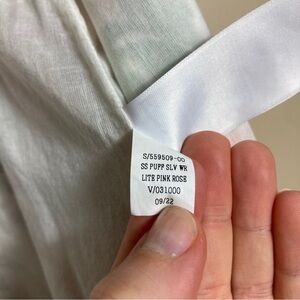 S/559509-00
SS PUFF SLV WR
LITE PINK ROSE
V/031000
09/22